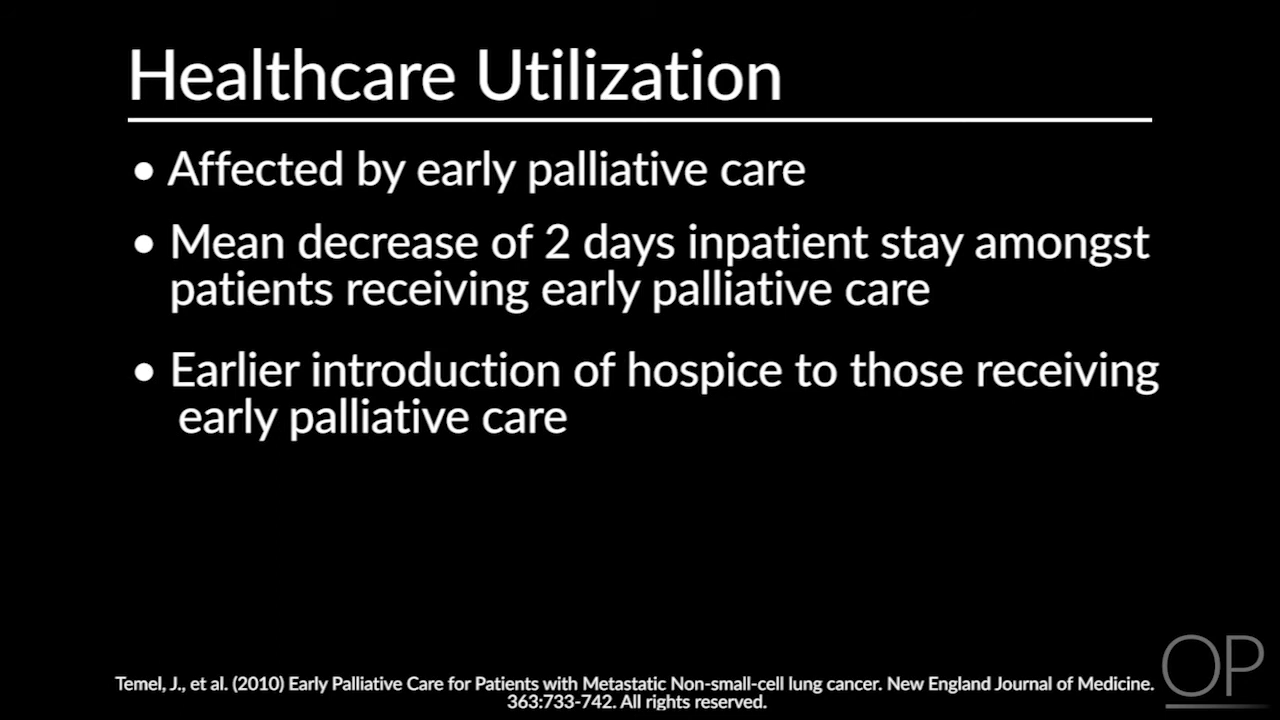 Healthcare Utilization
• Affected by early palliative care
• Mean decrease of 2 days inpatient stay amongst
patients receiving early palliative care
• Earlier introduction of hospice to those receiving
early palliative care
Temel, J., et al. (2010) Early Palliative Care for Patients with Metastatic Non-small-cell lung cancer. New England Journal of Medicine.
363:733-742. All rights reserved.
OP